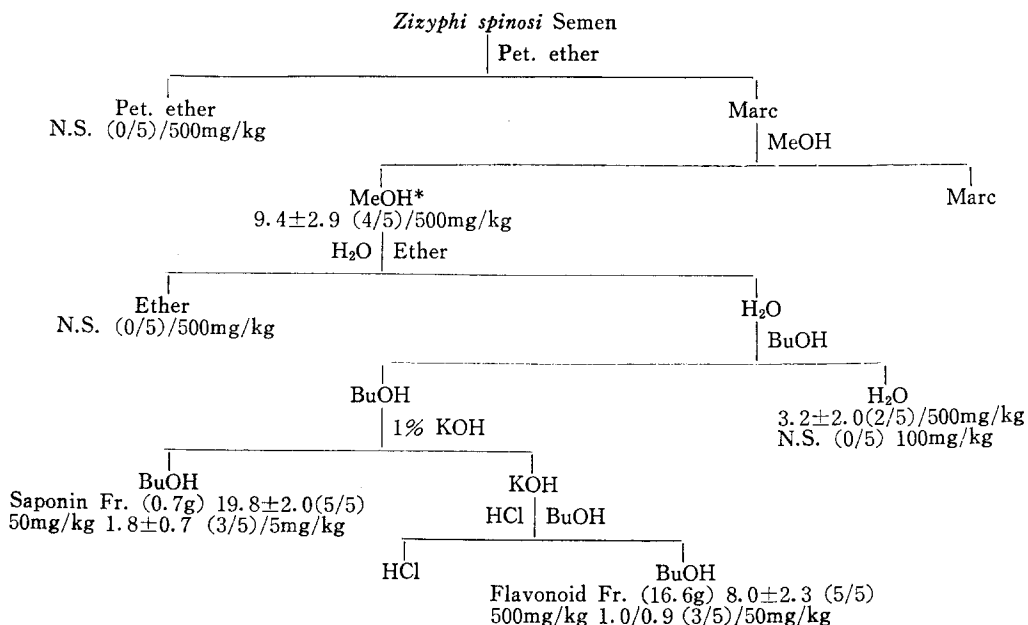 Zizyphi spinosi Semen
Pet. ether
Pet. ether
N.S. (0/5)/500mg/kg
Marc
MeOH
MeOH*
9.4±2.9 (4/5)/500mg/kg
Marc
H₂O Ether
Ether
N.S. (0/5)/500mg/kg
H₂O
BuOH
BuOH
H₂O
3.2±2.0(2/5)/500mg/kg
N.S. (0/5) 100mg/kg
1% KOH
BuOH
Saponin Fr. (0.7g) 19.8±2.0(5/5)
50mg/kg 1.8±0.7 (3/5)/5mg/kg
KOH
HCl BuOH
HCl
BuOH
Flavonoid Fr. (16.6g) 8.0±2.3 (5/5)
500mg/kg 1.0/0.9 (3/5)/50mg/kg